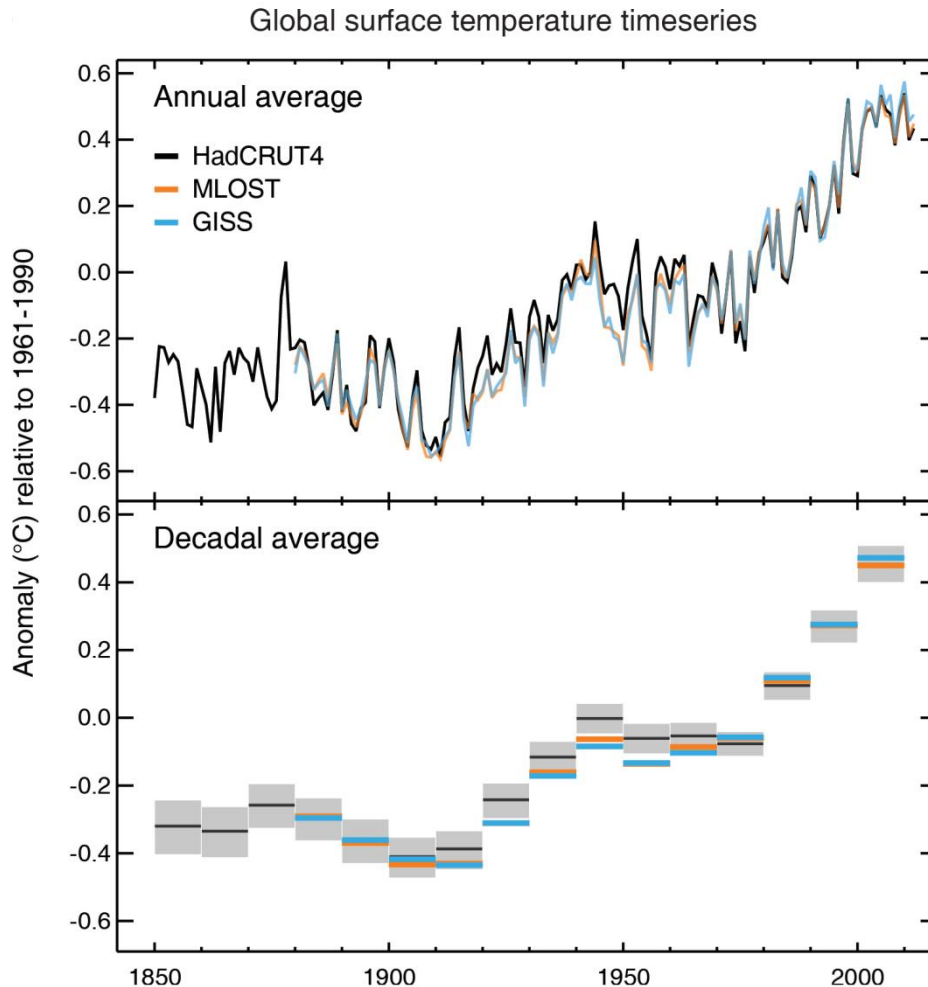 Global surface temperature timeseries
Annual average
HadCRUT4
MLOST
GISS
0.6
0.4
0.2
0.0
-0.2
-0.4
-0.6
Anomaly (°C) relative to 1961-1990
Decadal average
0.6
0.4
0.2
0.0
-0.2
-0.4
-0.6
1850
1900
1950
2000